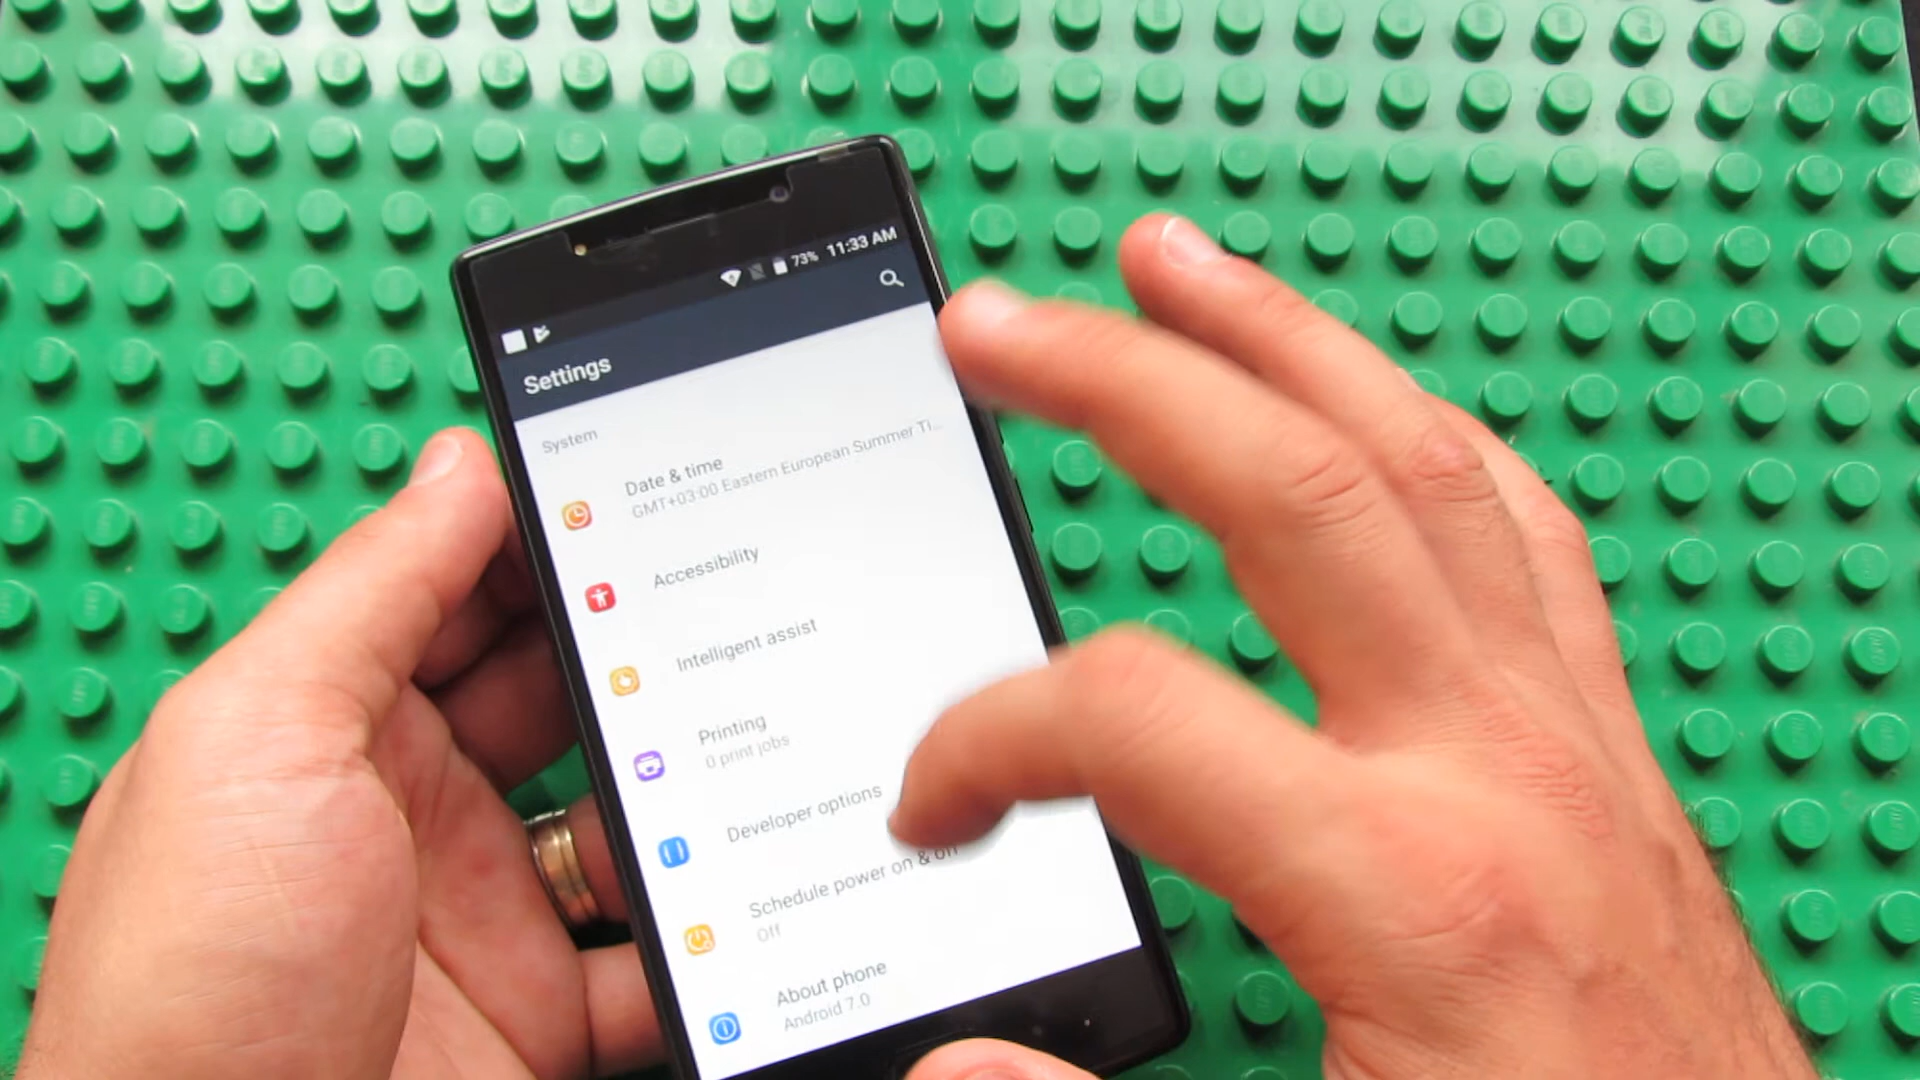 73% 11:33 AM
Settings
System
Date & time
GMT+03:00 Eastern European Summer Ti...
Accessibility
Intelligent assist
Printing
0 print jobs
Developer options
Schedule power on & off
Off
About phone
Android 7.0